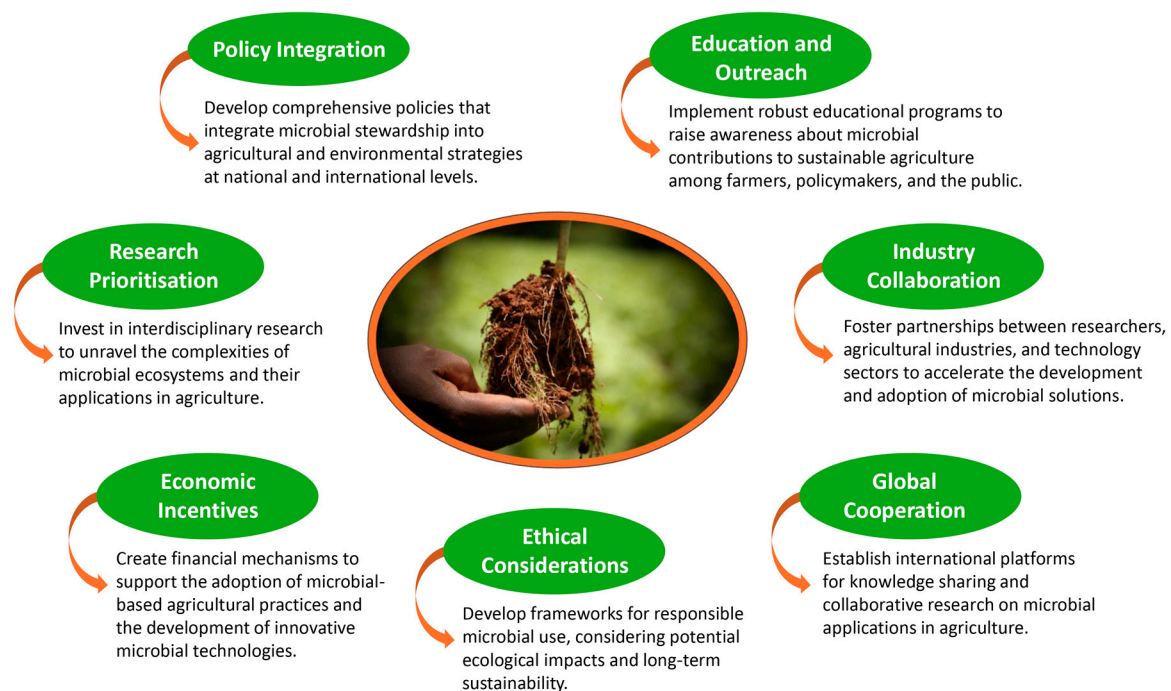 Policy Integration
Develop comprehensive policies that
integrate microbial stewardship into
agricultural and environmental strategies
at national and international levels.
Education and
Outreach
Implement robust educational programs to
raise awareness about microbial
contributions to sustainable agriculture
among farmers, policymakers, and the public.
Research
Prioritisation
Invest in interdisciplinary research
to unravel the complexities of
microbial ecosystems and their
applications in agriculture.
Industry
Collaboration
Foster partnerships between researchers,
agricultural industries, and technology
sectors to accelerate the development
and adoption of microbial solutions.
Economic
Incentives
Create financial mechanisms to
support the adoption of microbial-
based agricultural practices and
the development of innovative
microbial technologies.
Ethical
Considerations
Develop frameworks for responsible
microbial use, considering potential
ecological impacts and long-term
sustainability.
Global
Cooperation
Establish international platforms
for knowledge sharing and
collaborative research on microbial
applications in agriculture.